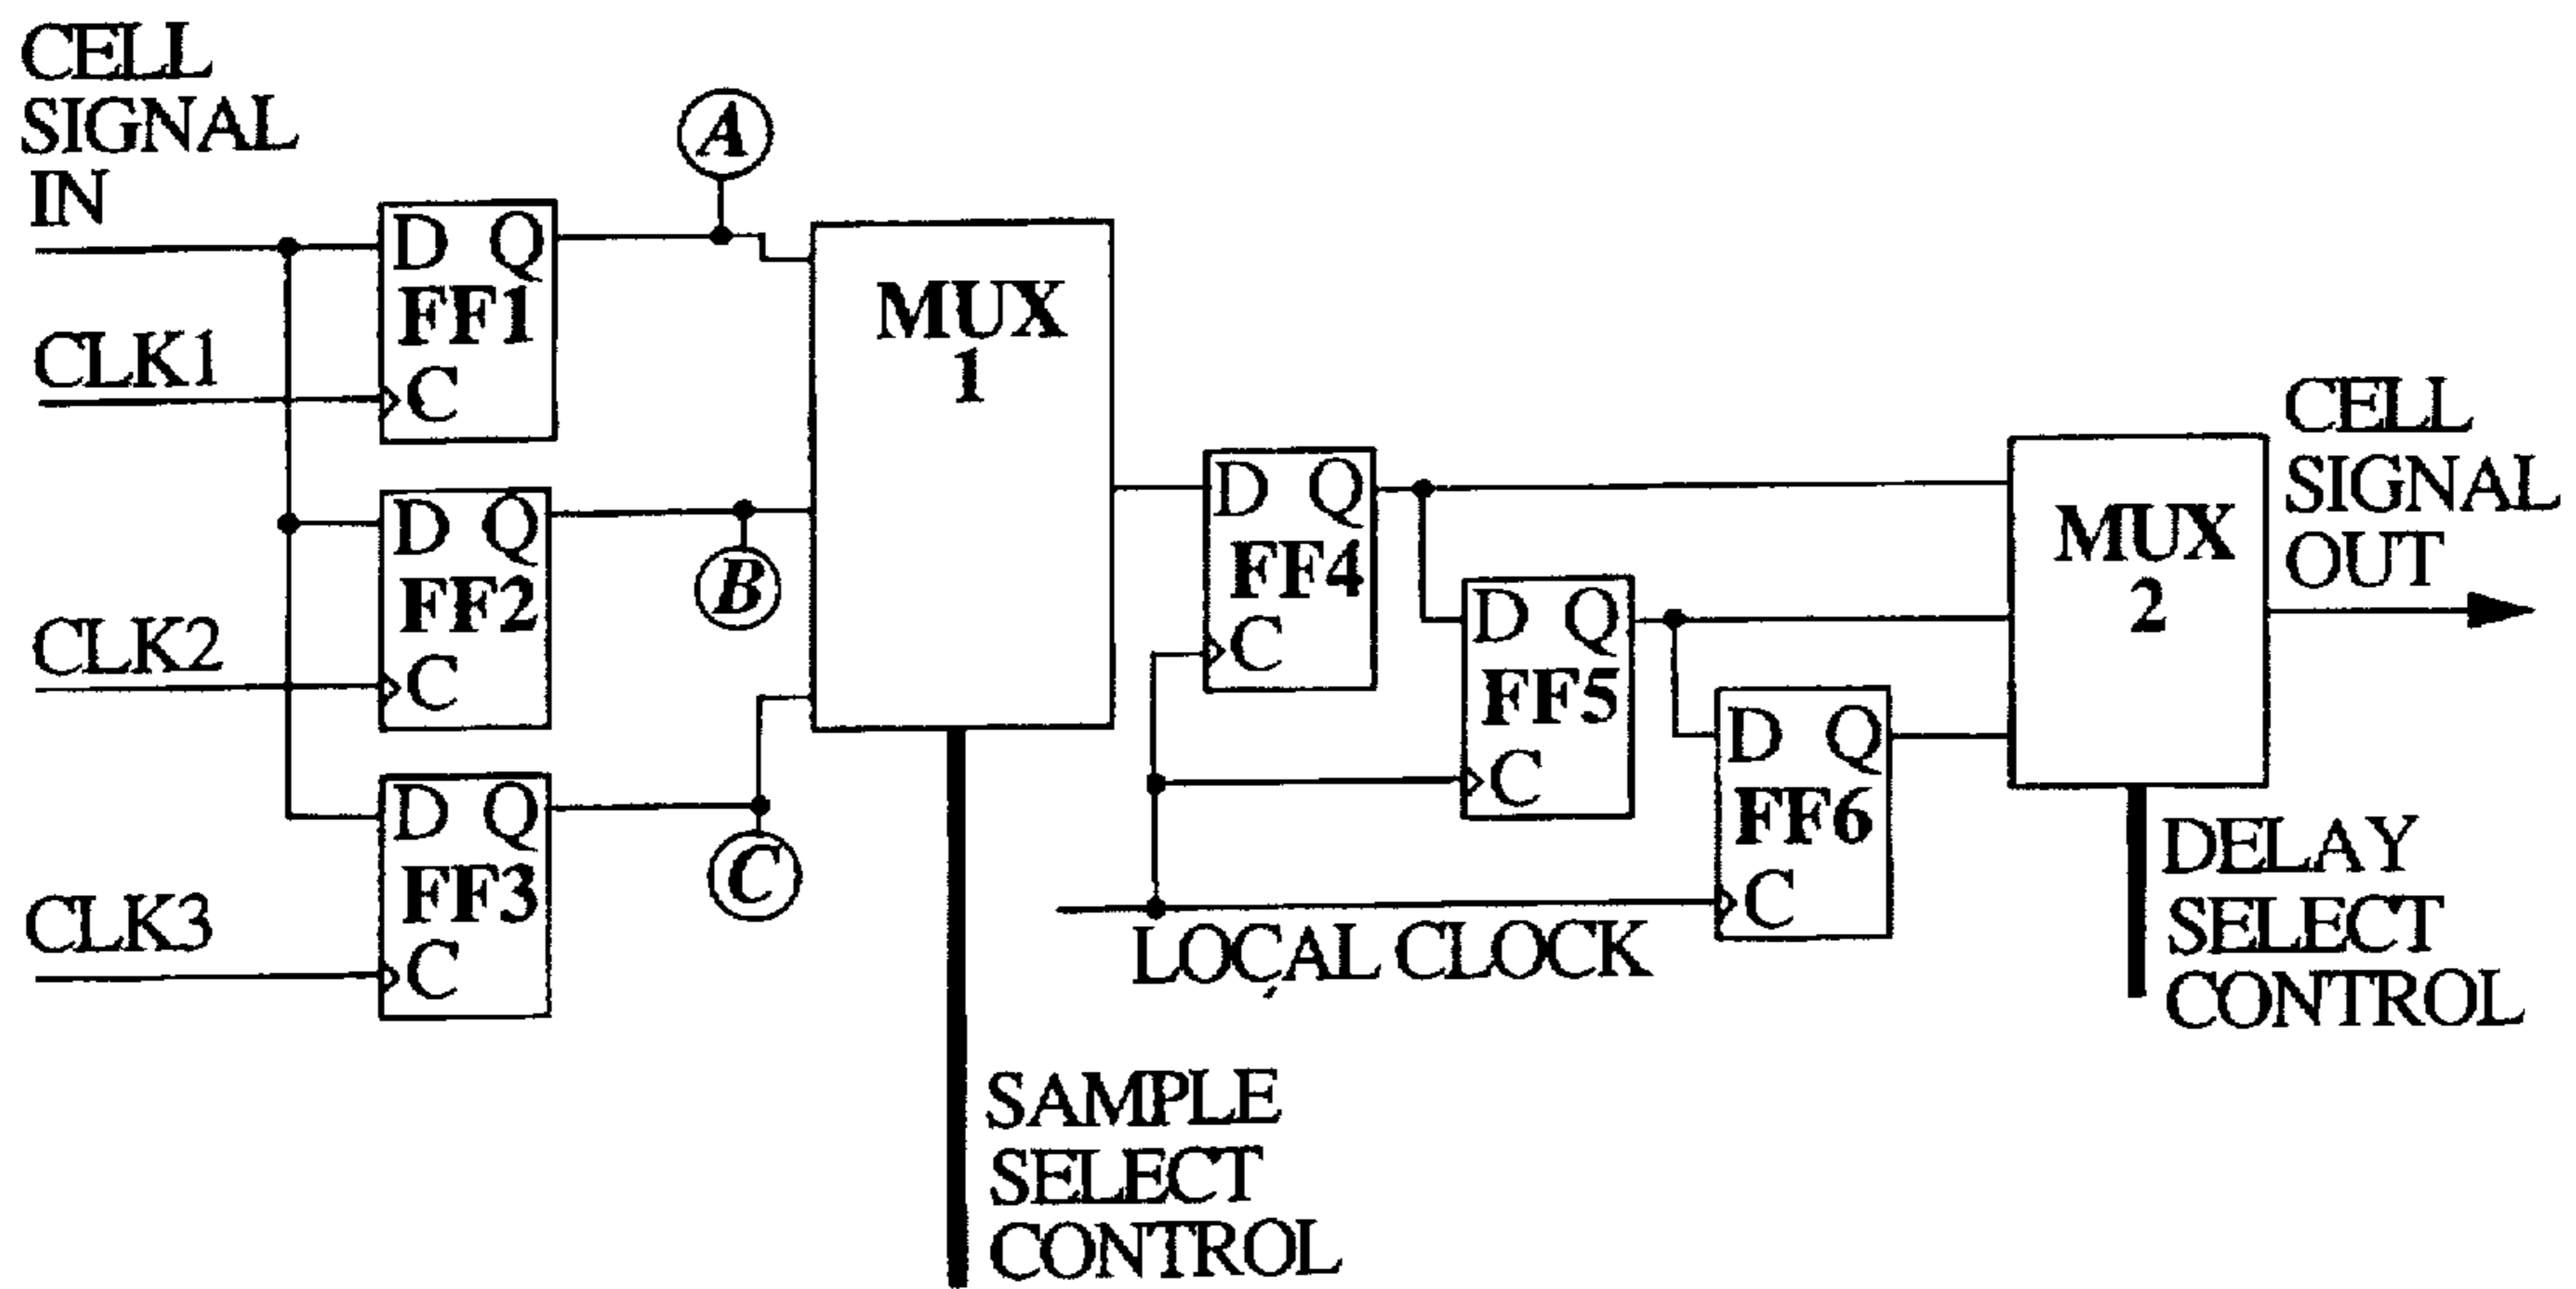 CELL
SIGNAL
IN
D Q
FF1
C
CLK1
A
MUX
1
D Q
FF2
C
CLK2
B
D Q
FF3
C
CLK3
C
SAMPLE
SELECT
CONTROL
D Q
FF4
C
D Q
FF5
C
D Q
FF6
C
LOCAL CLOCK
MUX
2
CELL
SIGNAL
OUT
DELAY
SELECT
CONTROL